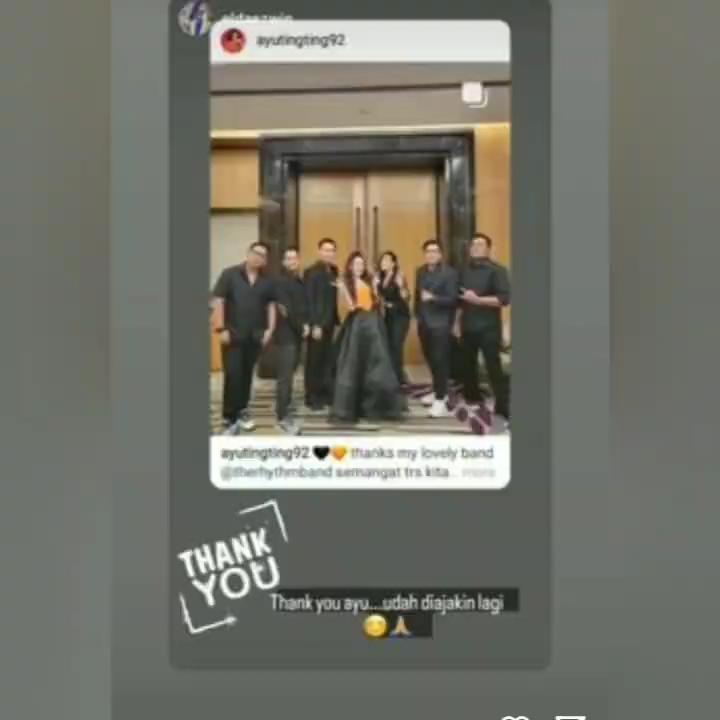 ayutingting92
ayutingting92 🖤🧡 thanks my lovely band
@therhythmband semangat trs kita... more
THANK
YOU
Thank you ayu...udah diajakin lagi
😊🙏